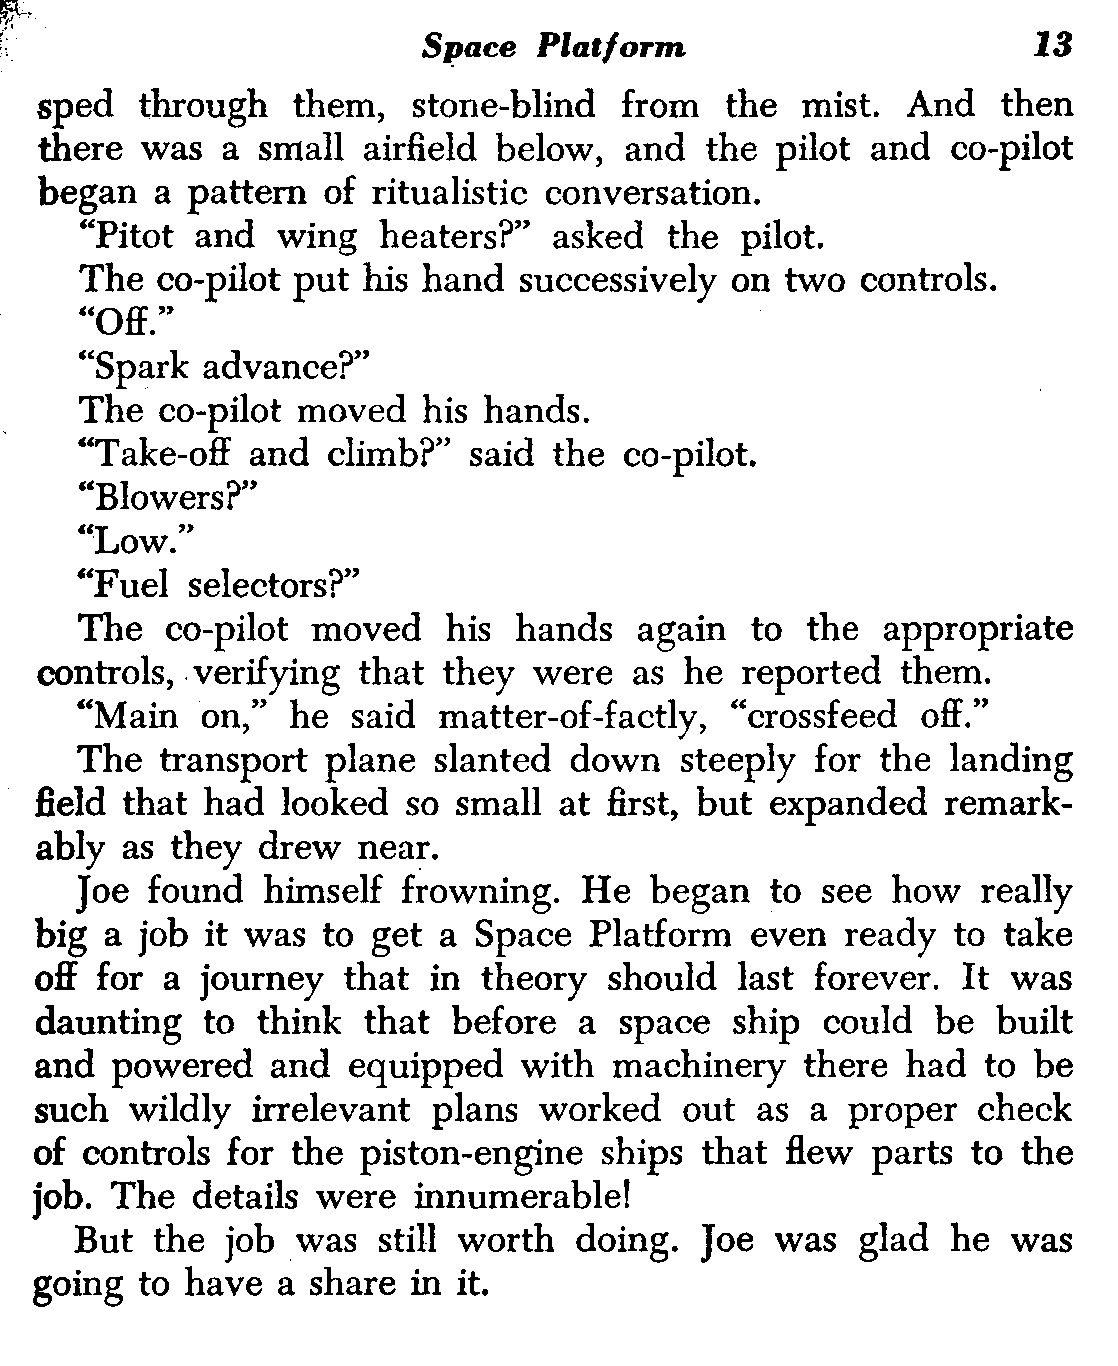 Space Platform 13
sped through them, stone-blind from the mist. And then
there was a small airfield below, and the pilot and co-pilot
began a pattern of ritualistic conversation.
“Pitot and wing heaters?” asked the pilot.
The co-pilot put his hand successively on two controls.
“Off.”
“Spark advance?”
The co-pilot moved his hands.
“Take-off and climb?” said the co-pilot.
“Blowers?”
“Low.”
“Fuel selectors?”
The co-pilot moved his hands again to the appropriate
controls, verifying that they were as he reported them.
“Main on,” he said matter-of-factly, “crossfeed off.”
The transport plane slanted down steeply for the landing
field that had looked so small at first, but expanded remark-
ably as they drew near.
Joe found himself frowning. He began to see how really
big a job it was to get a Space Platform even ready to take
off for a journey that in theory should last forever. It was
daunting to think that before a space ship could be built
and powered and equipped with machinery there had to be
such wildly irrelevant plans worked out as a proper check
of controls for the piston-engine ships that flew parts to the
job. The details were innumerable!
But the job was still worth doing. Joe was glad he was
going to have a share in it.